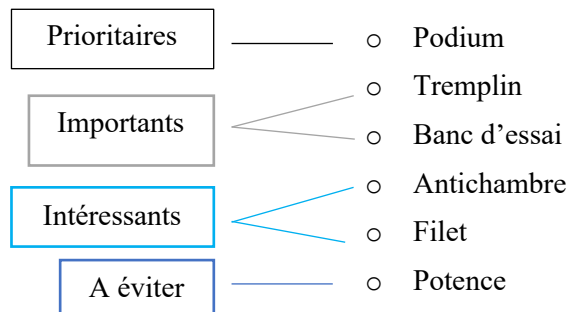 Prioritaires
Podium
Tremplin
Importants
Banc d’essai
Antichambre
Intéressants
Filet
A éviter
Potence